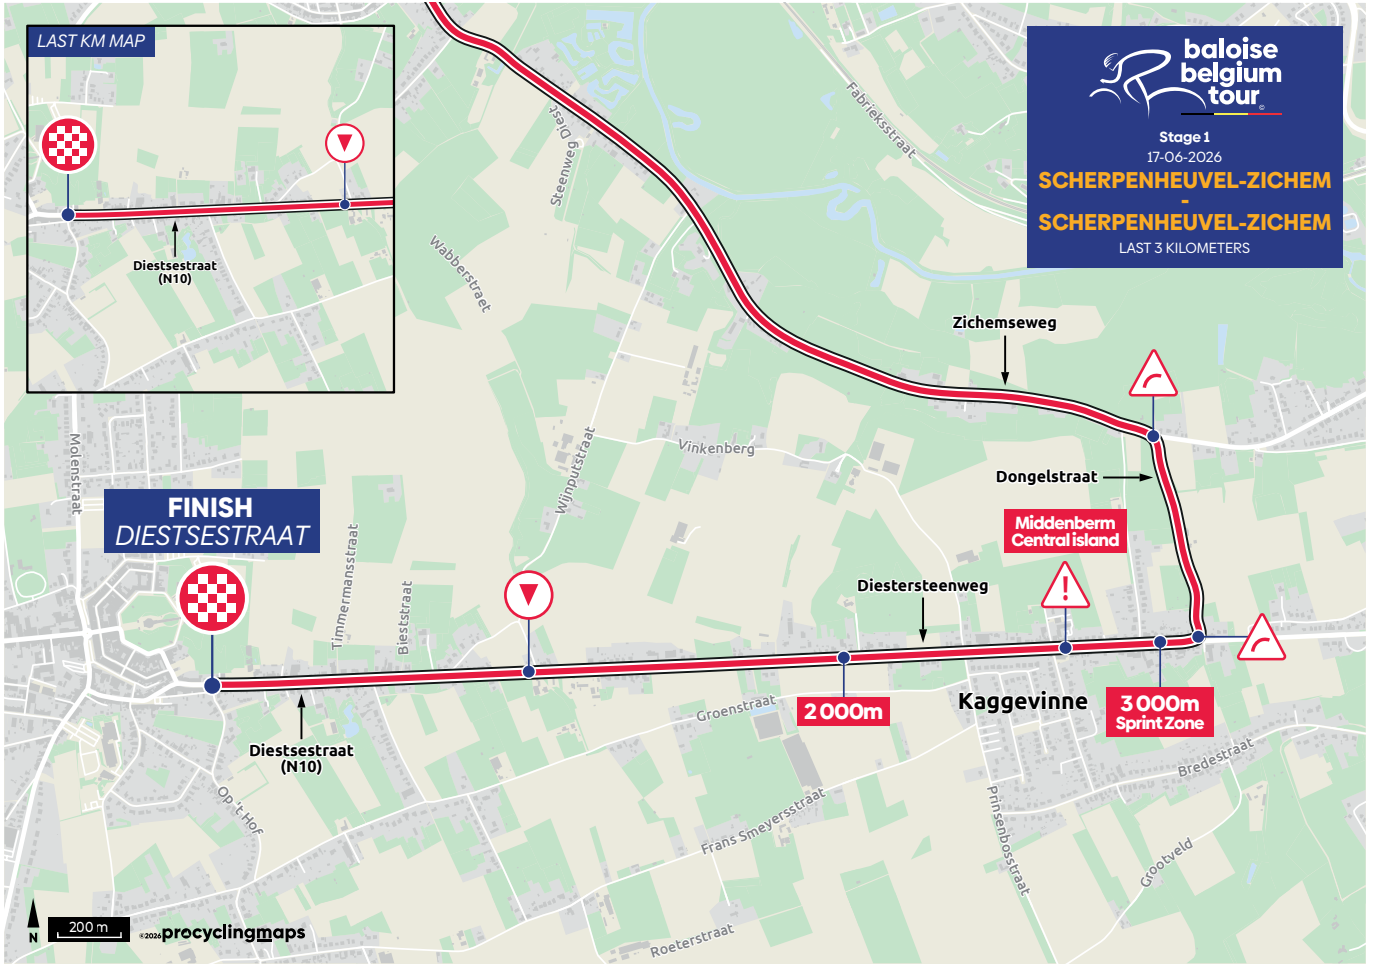 LAST KM MAP
Diestsestraat
(N10)
baloise
belgium
tour
©
Stage 1
17-06-2026
SCHERPENHEUVEL-ZICHEM
-
SCHERPENHEUVEL-ZICHEM
LAST 3 KILOMETERS
Fabrieksstraat
Steenweg Diest
Wabberstraet
Zichemseweg
Molenstraat
Vinkenberg
Wijnputstraat
Dongelstraat
FINISH
DIESTSESTRAAT
Middenberm
Central island
Timmermansstraat
Bieststraat
Diestersteenweg
!
Groenstraat
2 000m
Kaggevinne
3 000m
Sprint Zone
Diestsestraat
(N10)
Bredestraat
Op 't Hof
Frans Smeyersstraat
Prinsenbosstraat
Grootveld
Roeterstraat
N
200 m
©2026 procyclingmaps